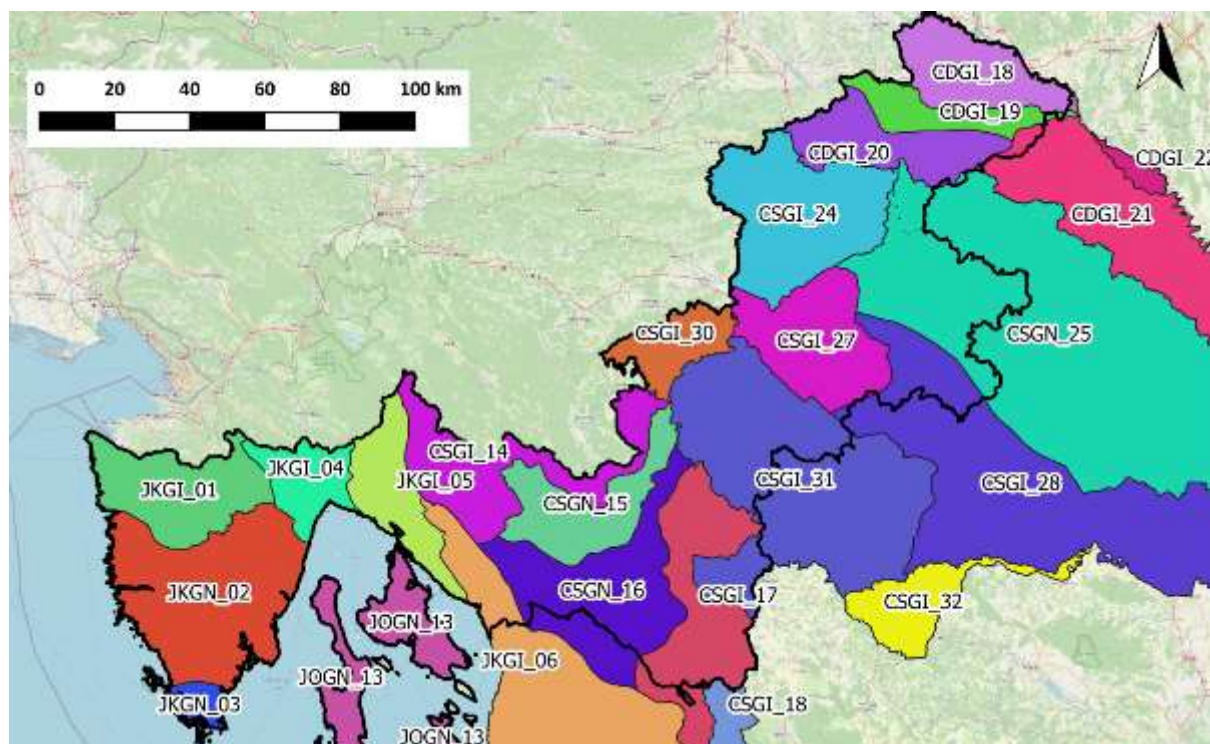 0 20 40 60 80 100 km
CDGI_18
CDGI_19
CDGI_20
CDGI_22
CSGI_24
CDGI_21
CSGI_30
CSGI_27
CSGN_25
CSGI_14
JKGI_04
JKGI_01
JKGI_05
CSGN_15
CSGI_31
CSGI_28
JKGN_02
CSGN_16
CSGI_17
CSGI_32
JOGN_13
JKGI_06
JOGN_13
JKGN_03
CSGI_18
JOGN_13